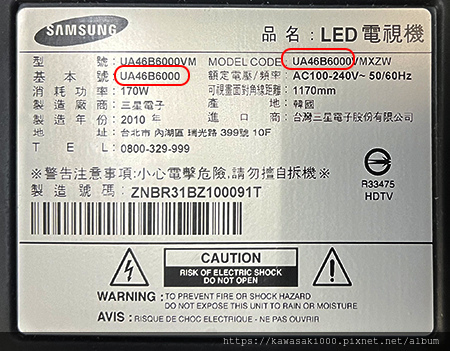 SAMSUNG
品 名：LED電視機
型 號：UA46B6000VM MODEL CODE：UA46B6000VMXZW
基 本 號：UA46B6000 額定電壓/頻率：AC100-240V~ 50/60Hz
消 耗 功 率：170W 可視畫面對角線距離：1170mm
製 造 廠 商：三星電子 產 地：韓國
製 造 年 份：2010年 進 口 商：台灣三星電子股份有限公司
地 址：台北市 內湖區 瑞光路 399號 10F
T E L：0800-329-999
※警告注意事項:小心電擊危險,請勿擅自拆機※
製 造 號 碼：ZNBR31BZ100091T
R33475
HDTV
CAUTION
RISK OF ELECTRIC SHOCK
DO NOT OPEN
WARNING : TO PREVENT FIRE OR SHOCK HAZARD
DO NOT EXPOSE THIS UNIT TO RAIN OR MOISTURE
AVIS : RISQUE DE CHOC ELECTRIC - NE PAS OUVRIR
https://kawasaki1000.pixnet.net/album